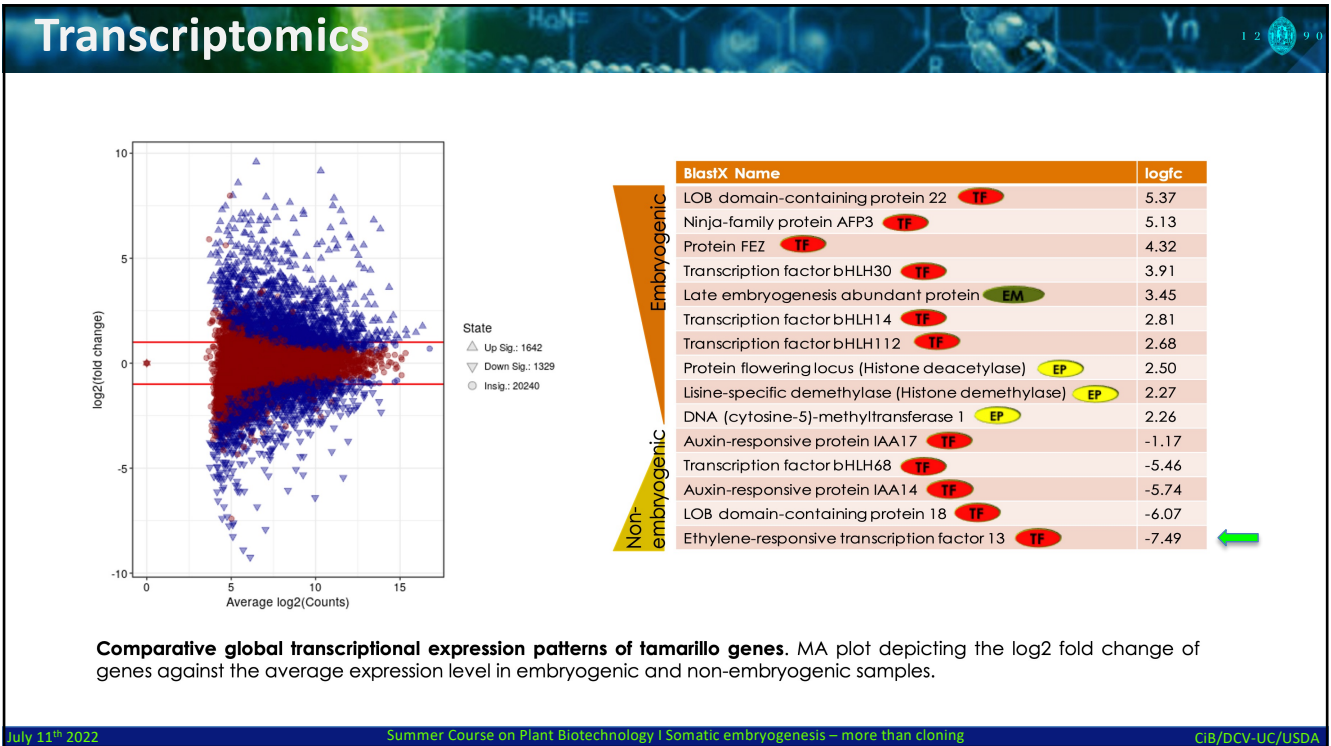 Transcriptomics
HN=
Yn
R
12 90
10
5
0
-5
-10
0
5
10
15
log2(fold change)
Average log2(Counts)
State
Up Sig.: 1642
Down Sig.: 1329
Insig.: 20240
Embryogenic
Non-
embryogenic
BlastX Name logfc
LOB domain-containing protein 22 TF 5.37
Ninja-family protein AFP3 TF 5.13
Protein FEZ TF 4.32
Transcription factor bHLH30 TF 3.91
Late embryogenesis abundant protein EM 3.45
Transcription factor bHLH14 TF 2.81
Transcription factor bHLH112 TF 2.68
Protein flowering locus (Histone deacetylase) EP 2.50
Lisine-specific demethylase (Histone demethylase) EP 2.27
DNA (cytosine-5)-methyltransferase 1 EP 2.26
Auxin-responsive protein IAA17 TF -1.17
Transcription factor bHLH68 TF -5.46
Auxin-responsive protein IAA14 TF -5.74
LOB domain-containing protein 18 TF -6.07
Ethylene-responsive transcription factor 13 TF -7.49
Comparative global transcriptional expression patterns of tamarillo genes. MA plot depicting the log2 fold change of
genes against the average expression level in embryogenic and non-embryogenic samples.
July 11th 2022
Summer Course on Plant Biotechnology I Somatic embryogenesis – more than cloning
CiB/DCV-UC/USDA